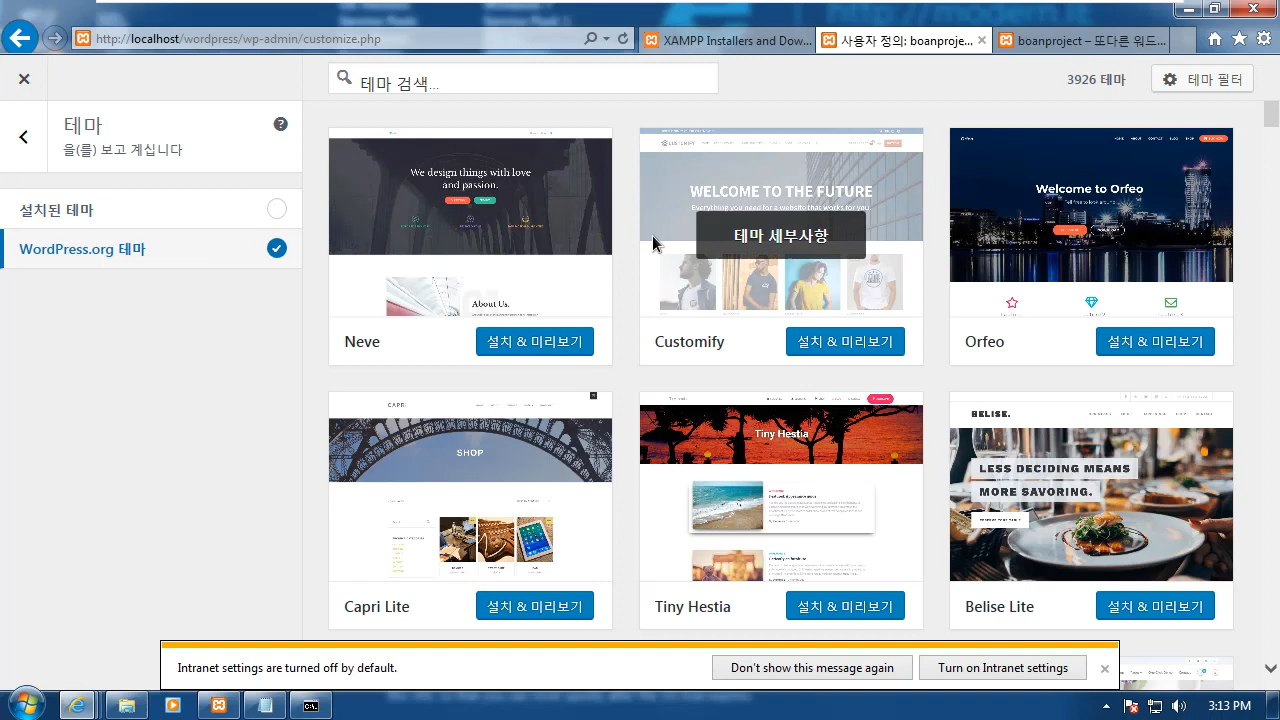 http://localhost/wordpress/wp-admin/customize.php
XAMPP Installers and Dow...
사용자 정의: boanproje...
boanproject – 또다른 워드...
테마
을(를) 보고 계십니다
설치된 테마
WordPress.org 테마
테마 검색...
3926 테마
테마 필터
We design things with love
and passion.
About Us.
Neve
설치 & 미리보기
CUSTOMIFY
WELCOME TO THE FUTURE
Everything you need for a website that works for you.
테마 세부사항
Customify
설치 & 미리보기
Orfeo
Welcome to Orfeo
Orfeo
설치 & 미리보기
CAPRI
SHOP
Capri Lite
설치 & 미리보기
Tiny Hestia
Tiny Hestia
Tiny Hestia
설치 & 미리보기
BELISE.
LESS DECIDING MEANS
MORE SAVORING.
Belise Lite
설치 & 미리보기
Intranet settings are turned off by default.
Don't show this message again
Turn on Intranet settings
3:13 PM